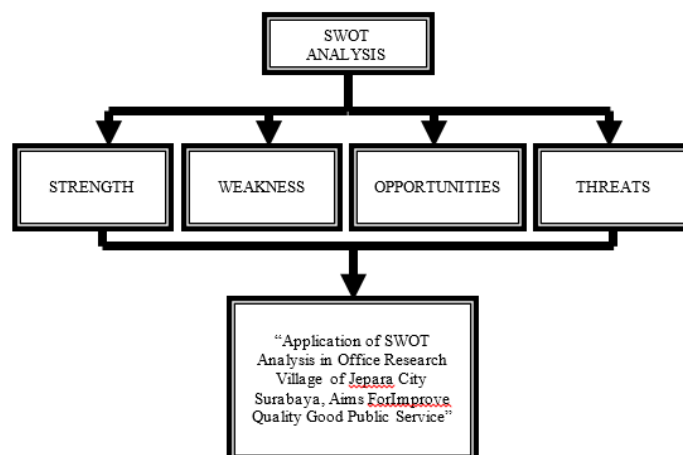 SWOT
ANALYSIS
STRENGTH
WEAKNESS
OPPORTUNITIES
THREATS
“Application of SWOT
Analysis in Office Research
Village of Jepara City
Surabaya, Aims ForImprove
Quality Good Public Service”